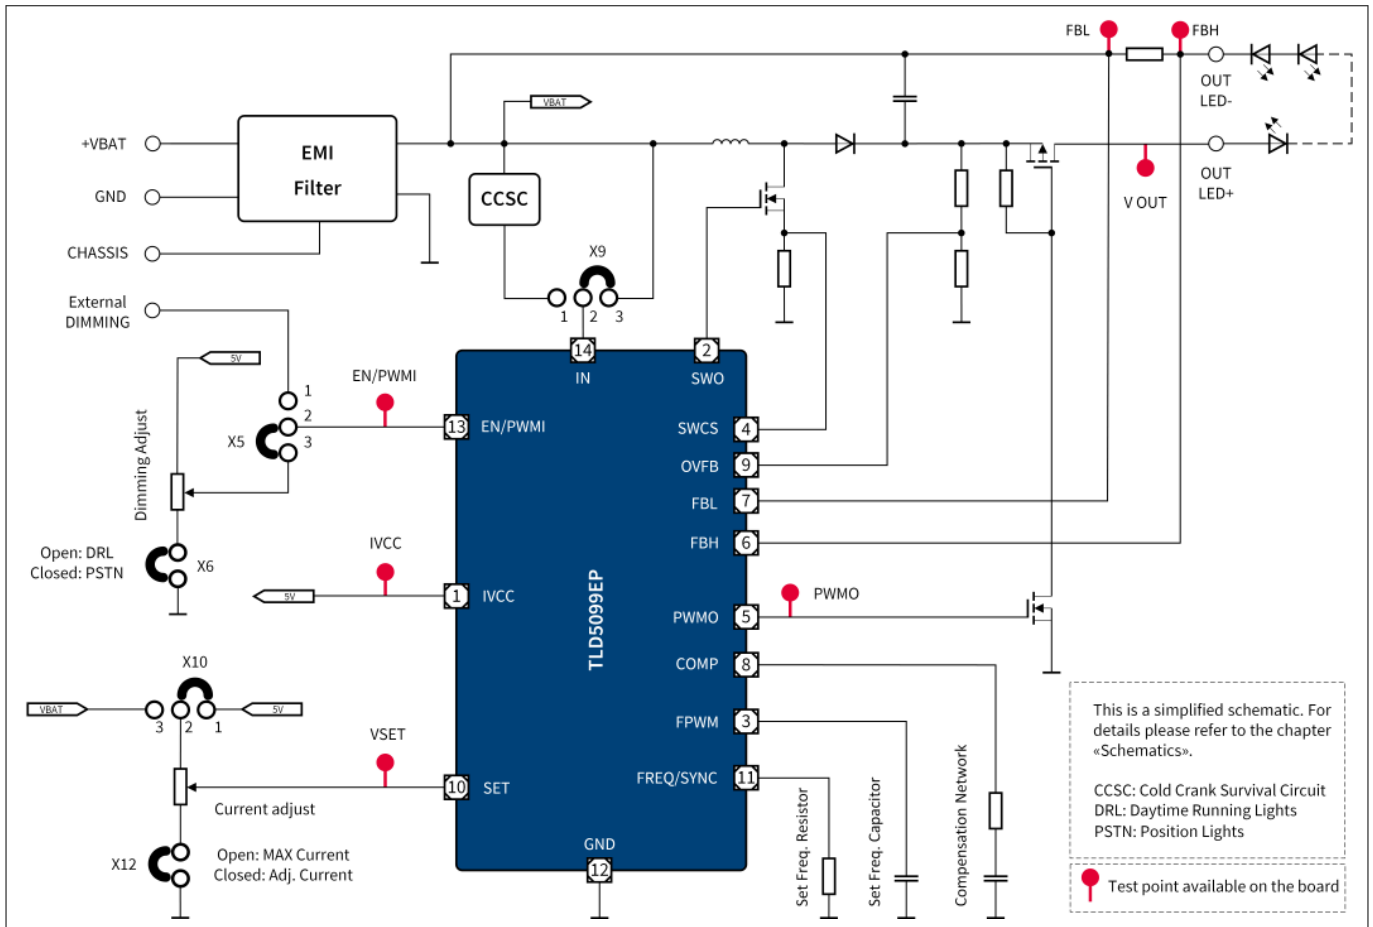 FBL
FBH
OUT
LED-
VBAT
+VBAT
EMI
Filter
GND
CCSC
V OUT
OUT
LED+
CHASSIS
X9
External
DIMMING
1
2
3
14
2
IN
SWO
5V
EN/PWMI
1
2
3
X5
Dimming Adjust
13
EN/PWMI
SWCS
4
OVFB
9
FBL
7
FBH
6
Open: DRL
Closed: PSTN
X6
IVCC
5V
1
IVCC
TLD5099EP
PWMO
5
PWMO
COMP
8
X10
VBAT
3
2
1
5V
FPWM
3
VSET
10
SET
FREQ/SYNC
11
Current adjust
X12
Open: MAX Current
Closed: Adj. Current
GND
12
Set Freq. Resistor
Set Freq. Capacitor
Compensation Network
This is a simplified schematic. For
details please refer to the chapter
«Schematics».
CCSC: Cold Crank Survival Circuit
DRL: Daytime Running Lights
PSTN: Position Lights
Test point available on the board